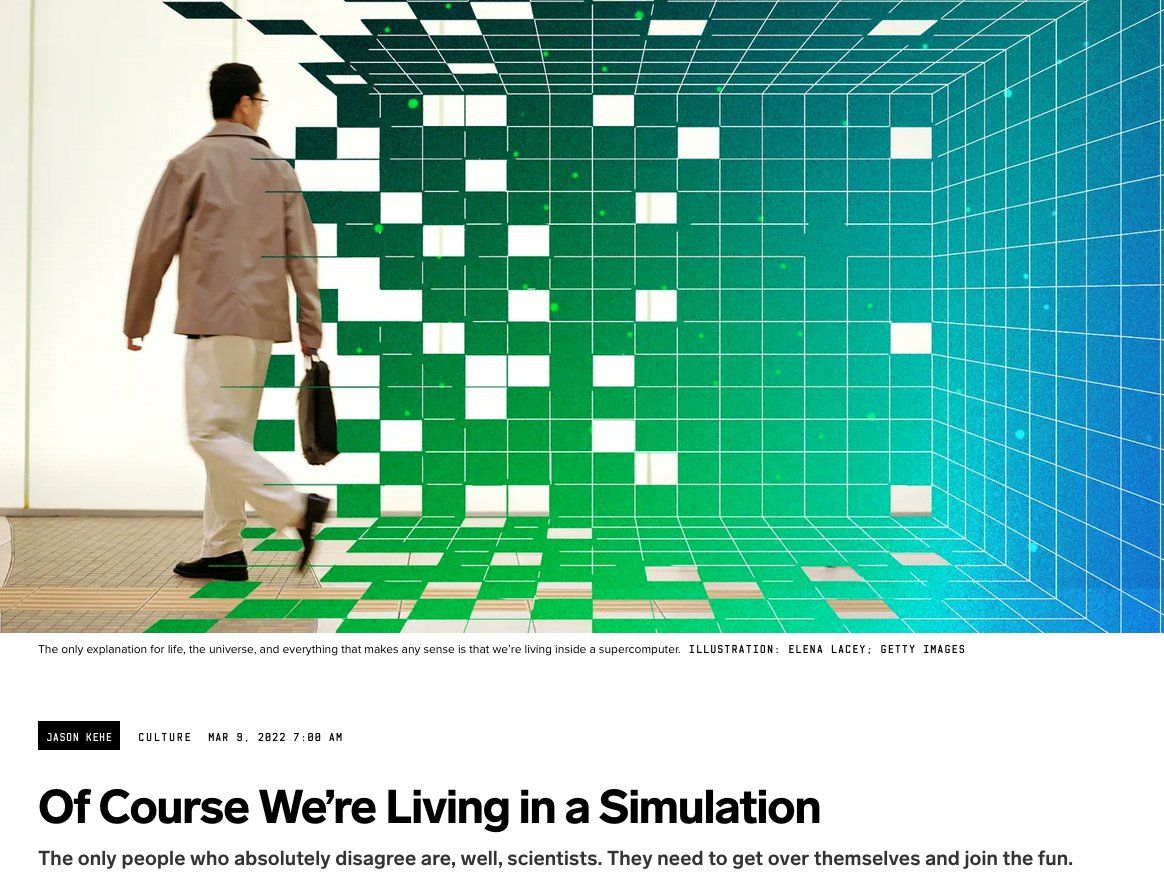 The only explanation for life, the universe, and everything that makes any sense is that we’re living inside a supercomputer. ILLUSTRATION: ELENA LACEY; GETTY IMAGES
JASON KEHE CULTURE MAR 9, 2022 7:00 AM
Of Course We’re Living in a Simulation
The only people who absolutely disagree are, well, scientists. They need to get over themselves and join the fun.